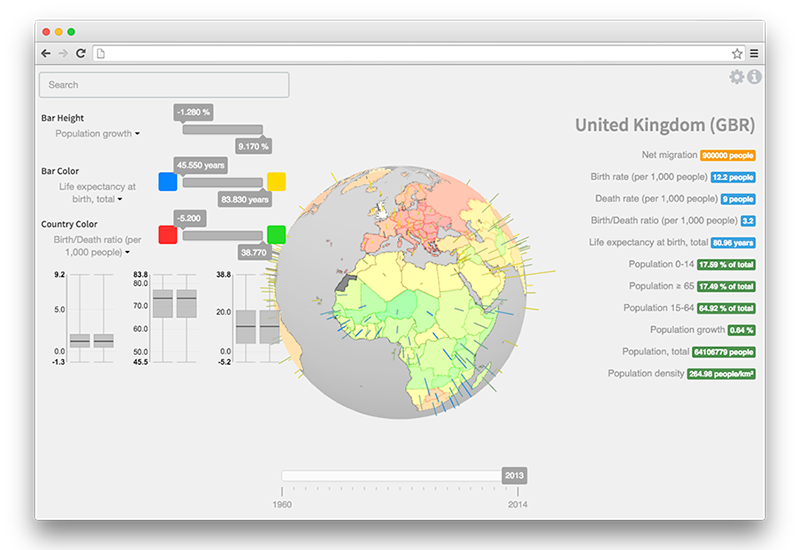 Search
Bar Height
Population growth
-1.280 %
9.170 %
Bar Color
Life expectancy at
birth, total
45.550 years
83.830 years
Country Color
Birth/Death ratio (per
1,000 people)
-5.200
38.770
9.2
5.0
0.0
-1.3
83.8
80.0
70.0
60.0
50.0
45.5
38.8
20.0
0.0
-5.2
United Kingdom (GBR)
Net migration 900000 people
Birth rate (per 1,000 people) 12.2 people
Death rate (per 1,000 people) 9 people
Birth/Death ratio (per 1,000 people) 3.2
Life expectancy at birth, total 80.96 years
Population 0-14 17.59 % of total
Population ≥ 65 17.49 % of total
Population 15-64 64.92 % of total
Population growth 0.64 %
Population, total 64106779 people
Population density 264.98 people/km²
2013
1960
2014